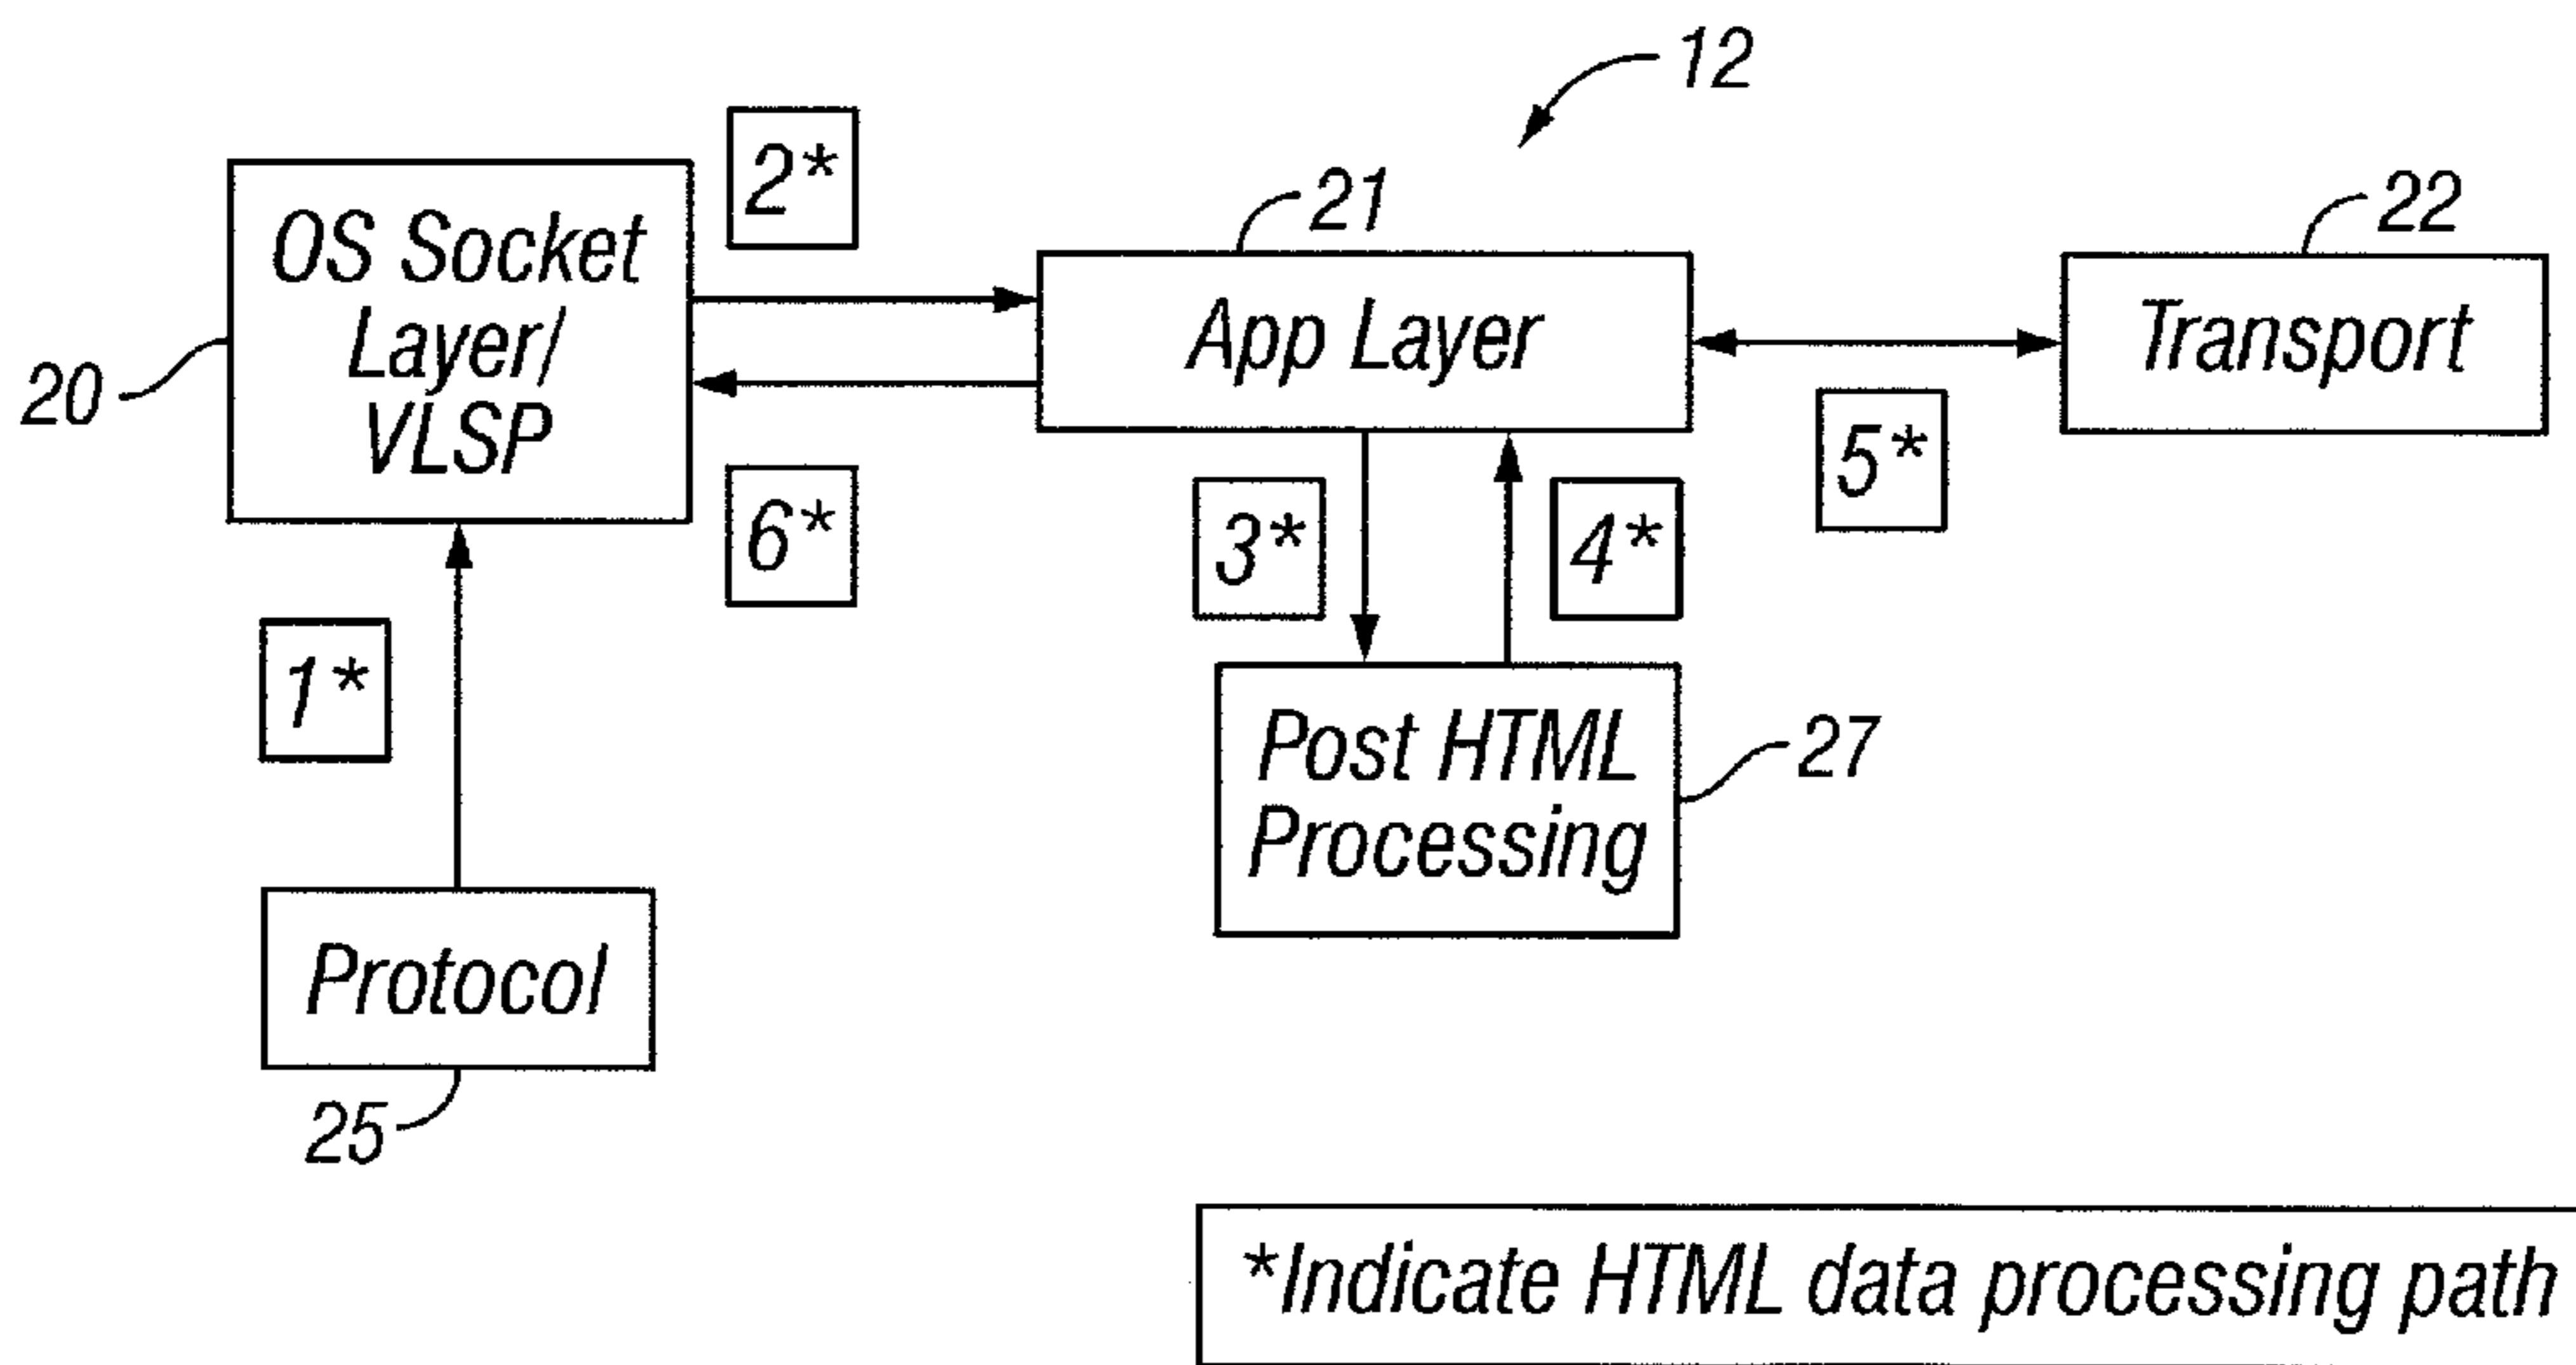 12
2*
21
22
OS Socket
Layer/
VLSP
App Layer
Transport
20
5*
6*
3*
4*
1*
Post HTML
Processing
27
Protocol
25
*Indicate HTML data processing path